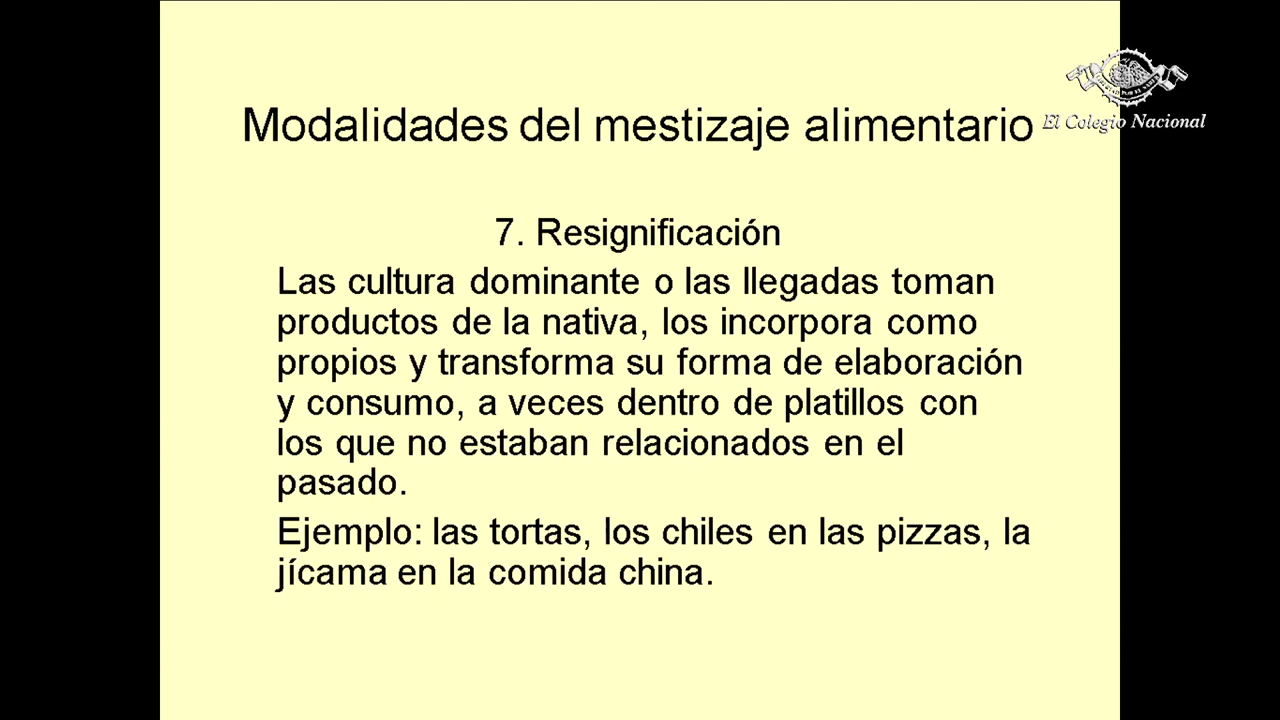 Modalidades del mestizaje alimentario
El Colegio Nacional
7. Resignificación
Las cultura dominante o las llegadas toman
productos de la nativa, los incorpora como
propios y transforma su forma de elaboración
y consumo, a veces dentro de platillos con
los que no estaban relacionados en el
pasado.
Ejemplo: las tortas, los chiles en las pizzas, la
jícama en la comida china.